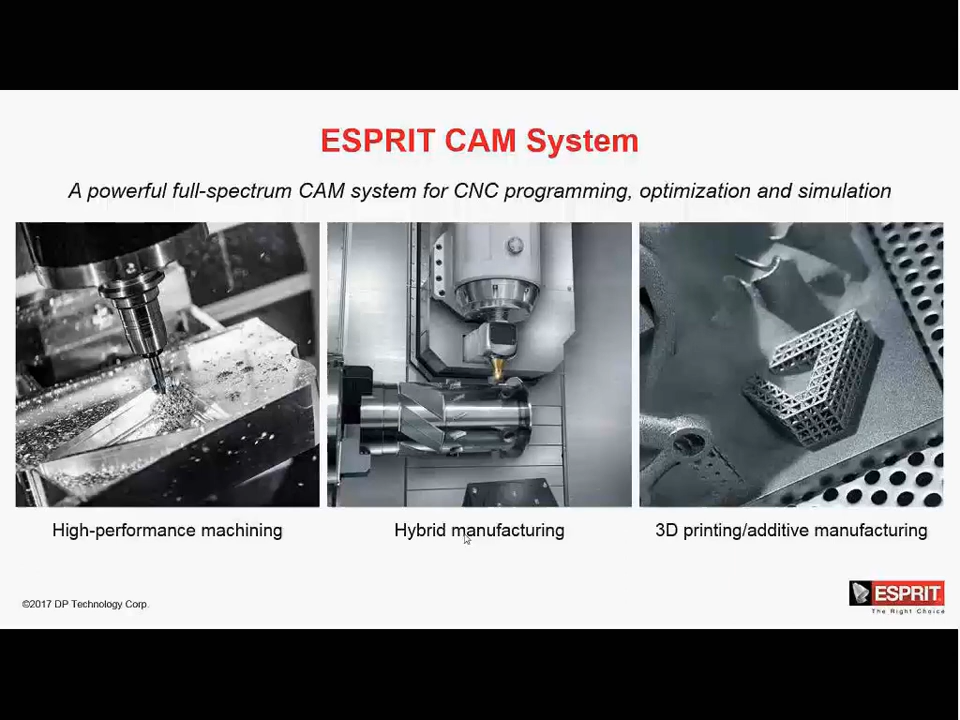 ESPRIT CAM System
A powerful full-spectrum CAM system for CNC programming, optimization and simulation
High-performance machining
Hybrid manufacturing
3D printing/additive manufacturing
©2017 DP Technology Corp.
ESPRIT
The Right Choice